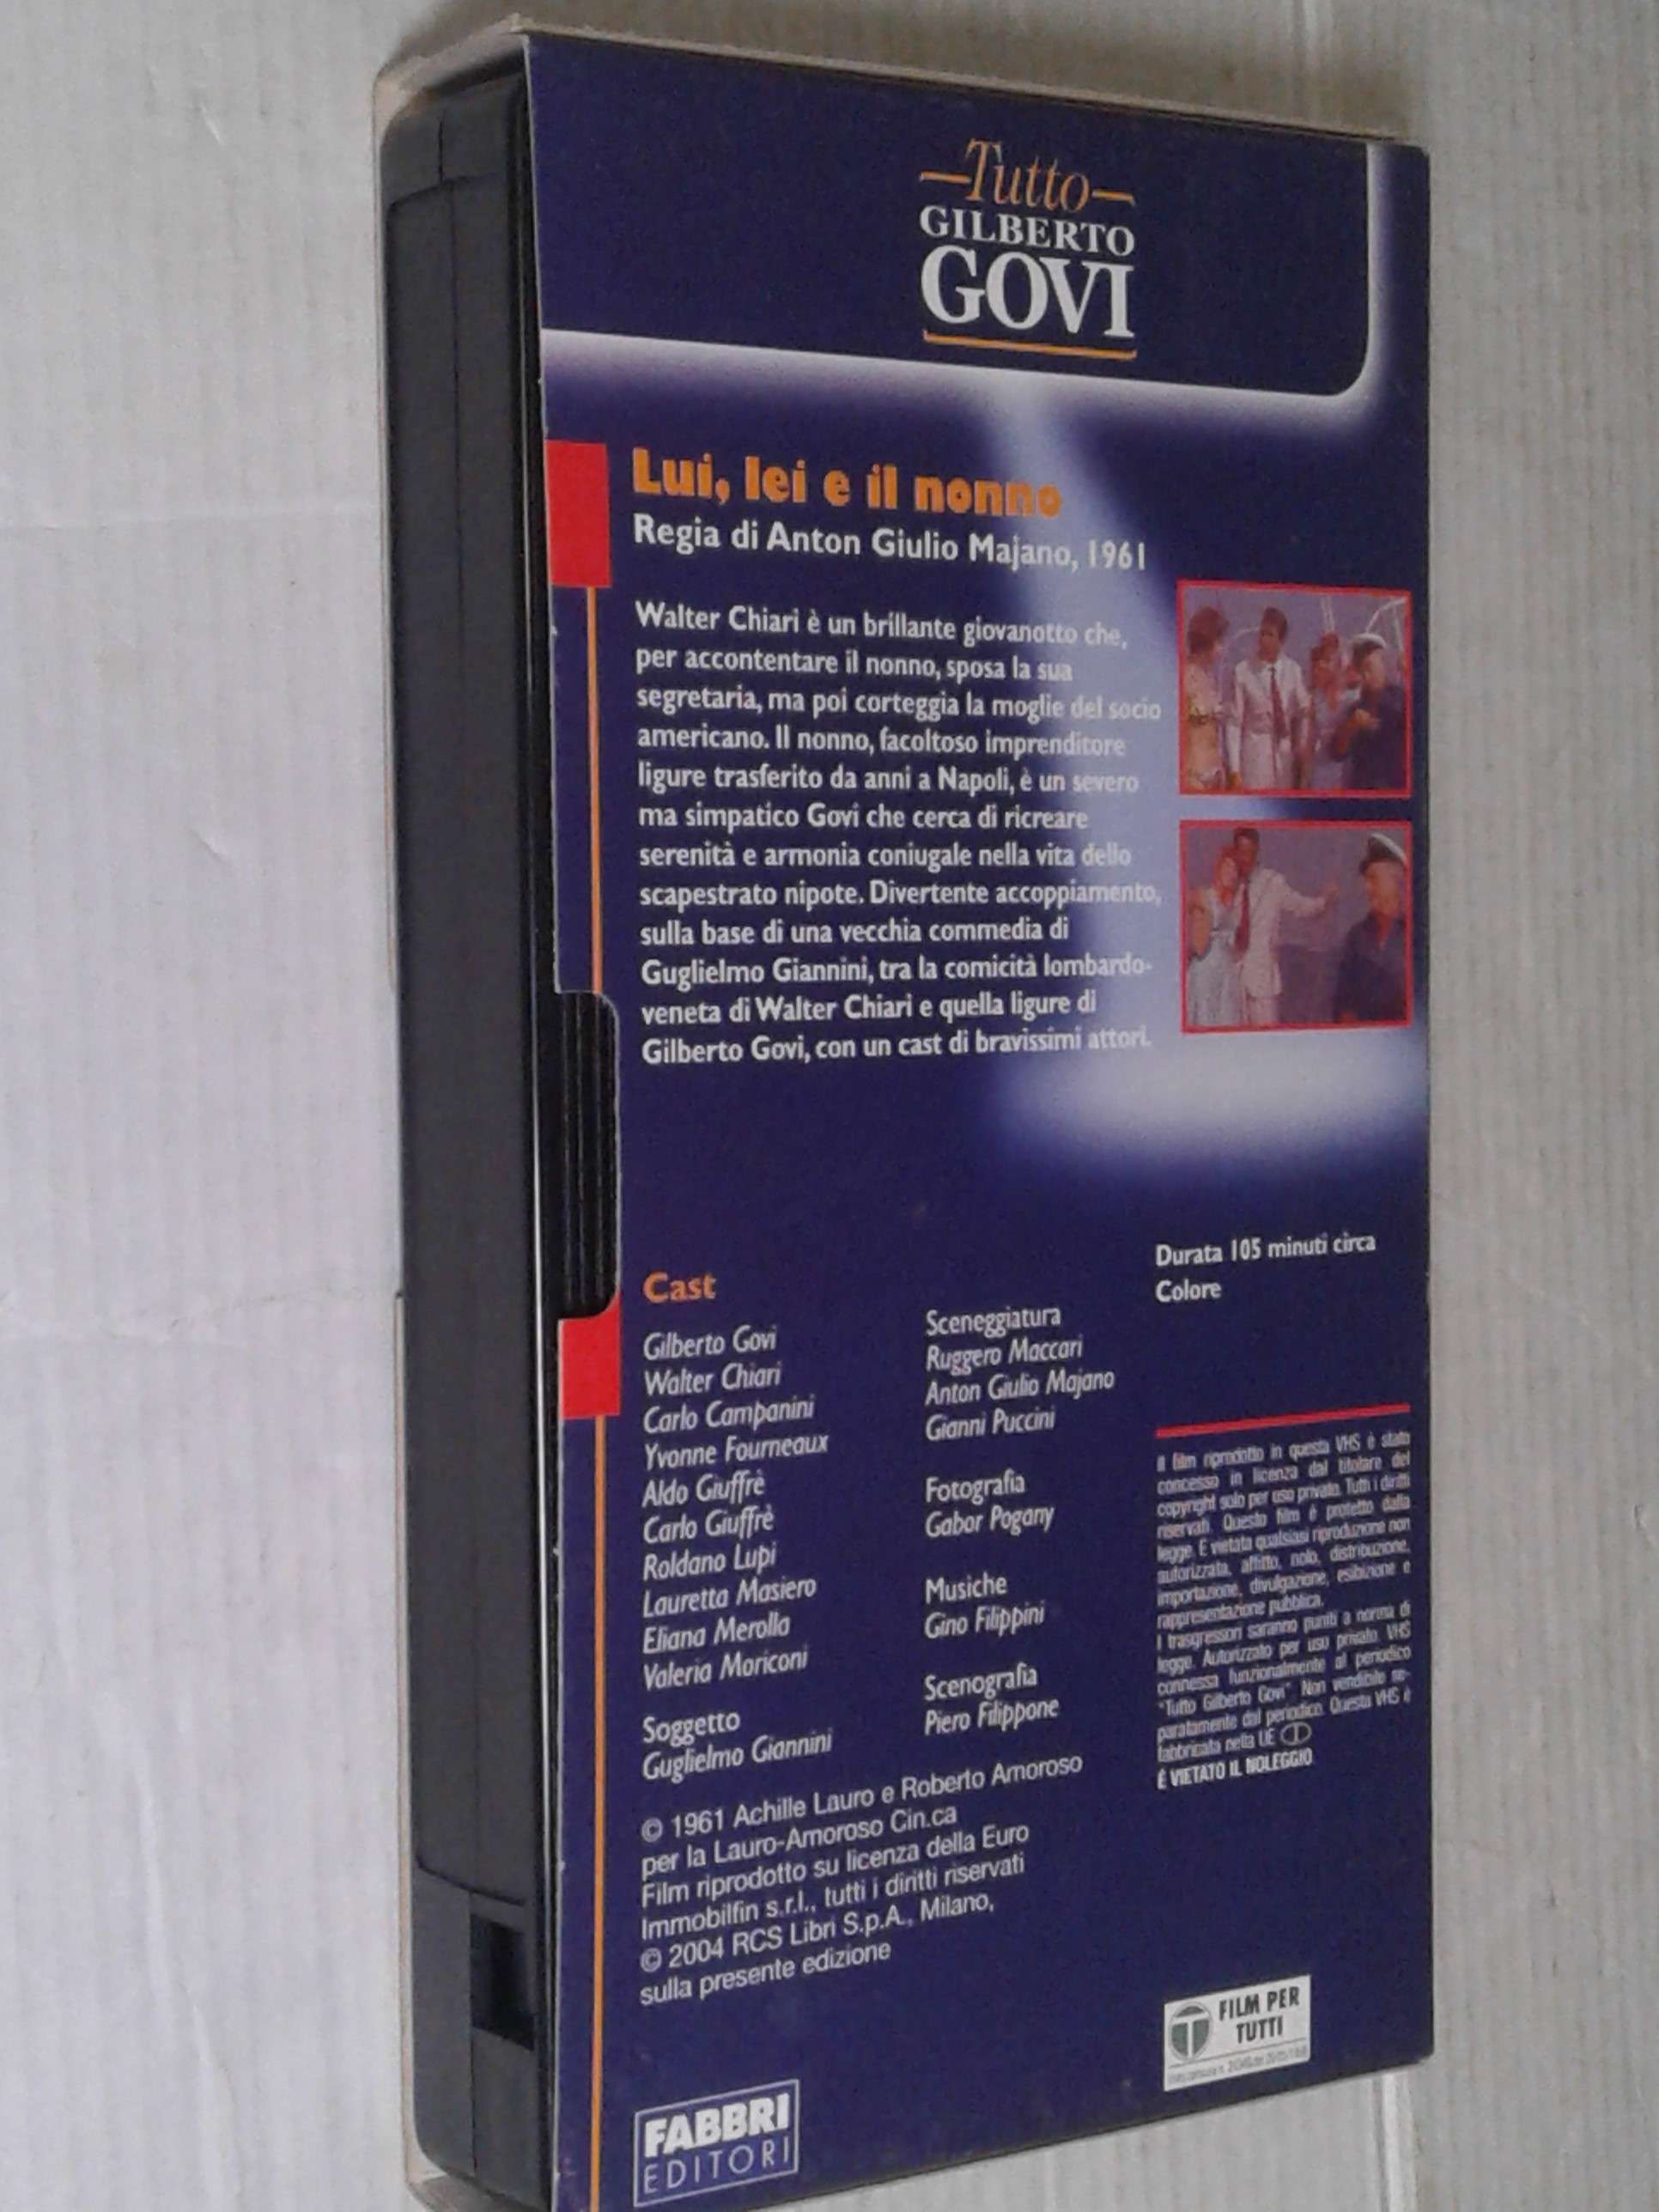 Tutto
GILBERTO
GOVI
Lui, lei e il nonno
Regia di Anton Giulio Majano, 1961
Walter Chiari è un brillante giovanotto che,
per accontentare il nonno, sposa la sua
segretaria, ma poi corteggia la moglie del socio
americano. Il nonno, facoltoso imprenditore
ligure trasferito da anni a Napoli, è un severo
ma simpatico Govi che cerca di ricreare
serenità e armonia coniugale nella vita dello
scapestrato nipote. Divertente accoppiamento,
sulla base di una vecchia commedia di
Guglielmo Giannini, tra la comicità lombardo-
veneta di Walter Chiari e quella ligure di
Gilberto Govi, con un cast di bravissimi attori.
Cast
Gilberto Govi
Walter Chiari
Carlo Campanini
Yvonne Fourneaux
Aldo Giuffrè
Carlo Giuffrè
Roldano Lupi
Lauretta Masiero
Eliana Merolla
Valeria Moriconi
Soggetto
Guglielmo Giannini
Sceneggiatura
Ruggero Maccari
Anton Giulio Majano
Gianni Puccini
Fotografia
Gabor Pogany
Musiche
Gino Filippini
Scenografia
Piero Filippone
© 1961 Achille Lauro e Roberto Amoroso
per la Lauro-Amoroso Cin.ca
Film riprodotto su licenza della Euro
Immobilfin s.r.l., tutti i diritti riservati
© 2004 RCS Libri S.p.A., Milano,
sulla presente edizione
Durata 105 minuti circa
Colore
Il film riprodotto in questa VHS è stato
concesso in licenza dal titolare del
copyright solo per uso privato. Tutti i diritti
riservati. Questo film è protetto dalla
legge. È vietata qualsiasi riproduzione non
autorizzata, affitto, nolo, distribuzione,
importazione, divulgazione, esibizione e
rappresentazione pubblica.
I trasgressori saranno puniti a norma di
legge. Autorizzato per uso privato. VHS
connessa funzionalmente al periodico
"Tutto Gilberto Govi". Non vendibile se-
paratamente dal periodico. Questa VHS è
fabbricata nella UE
È VIETATO IL NOLEGGIO
T FILM PER
TUTTI
FABBRI
EDITORI